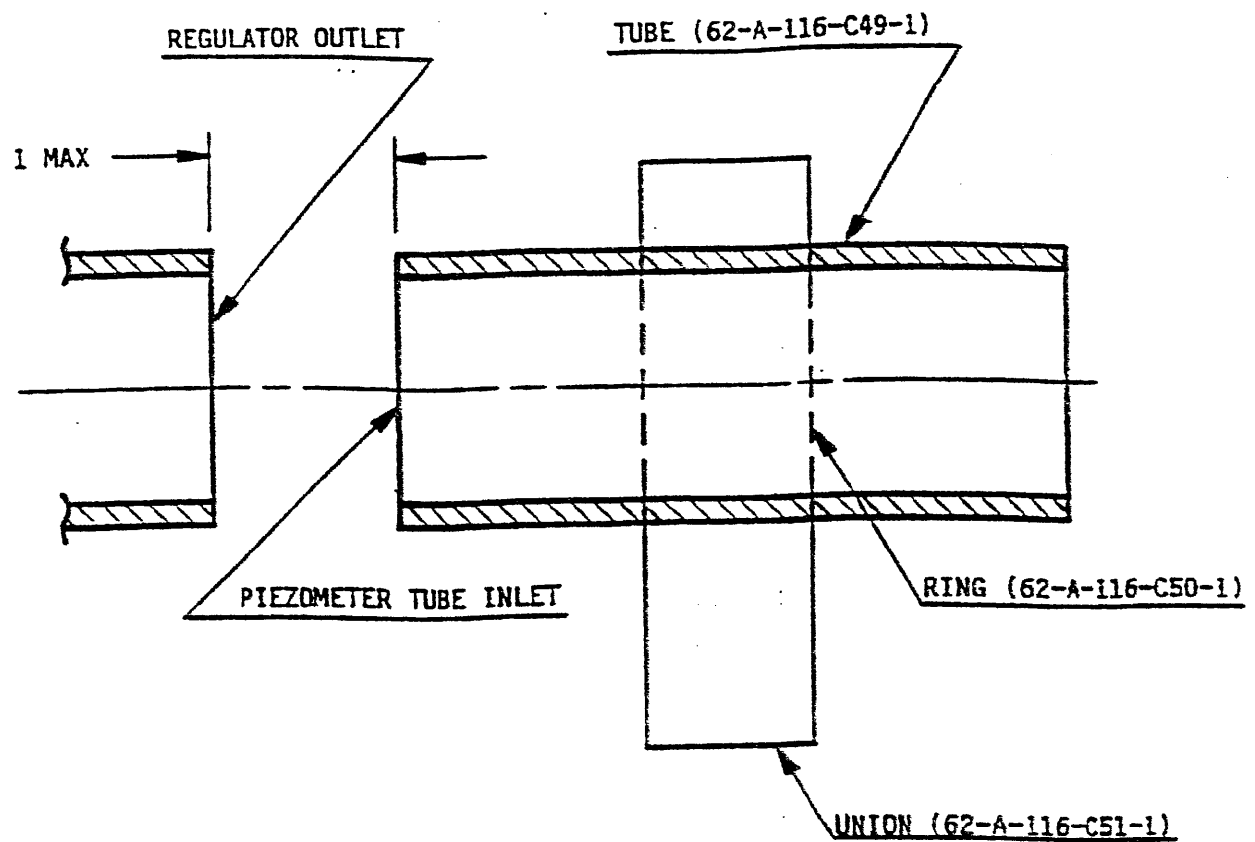 REGULATOR OUTLET
TUBE (62-A-116-C49-1)
1 MAX
PIEZOMETER TUBE INLET
RING (62-A-116-C50-1)
UNION (62-A-116-C51-1)